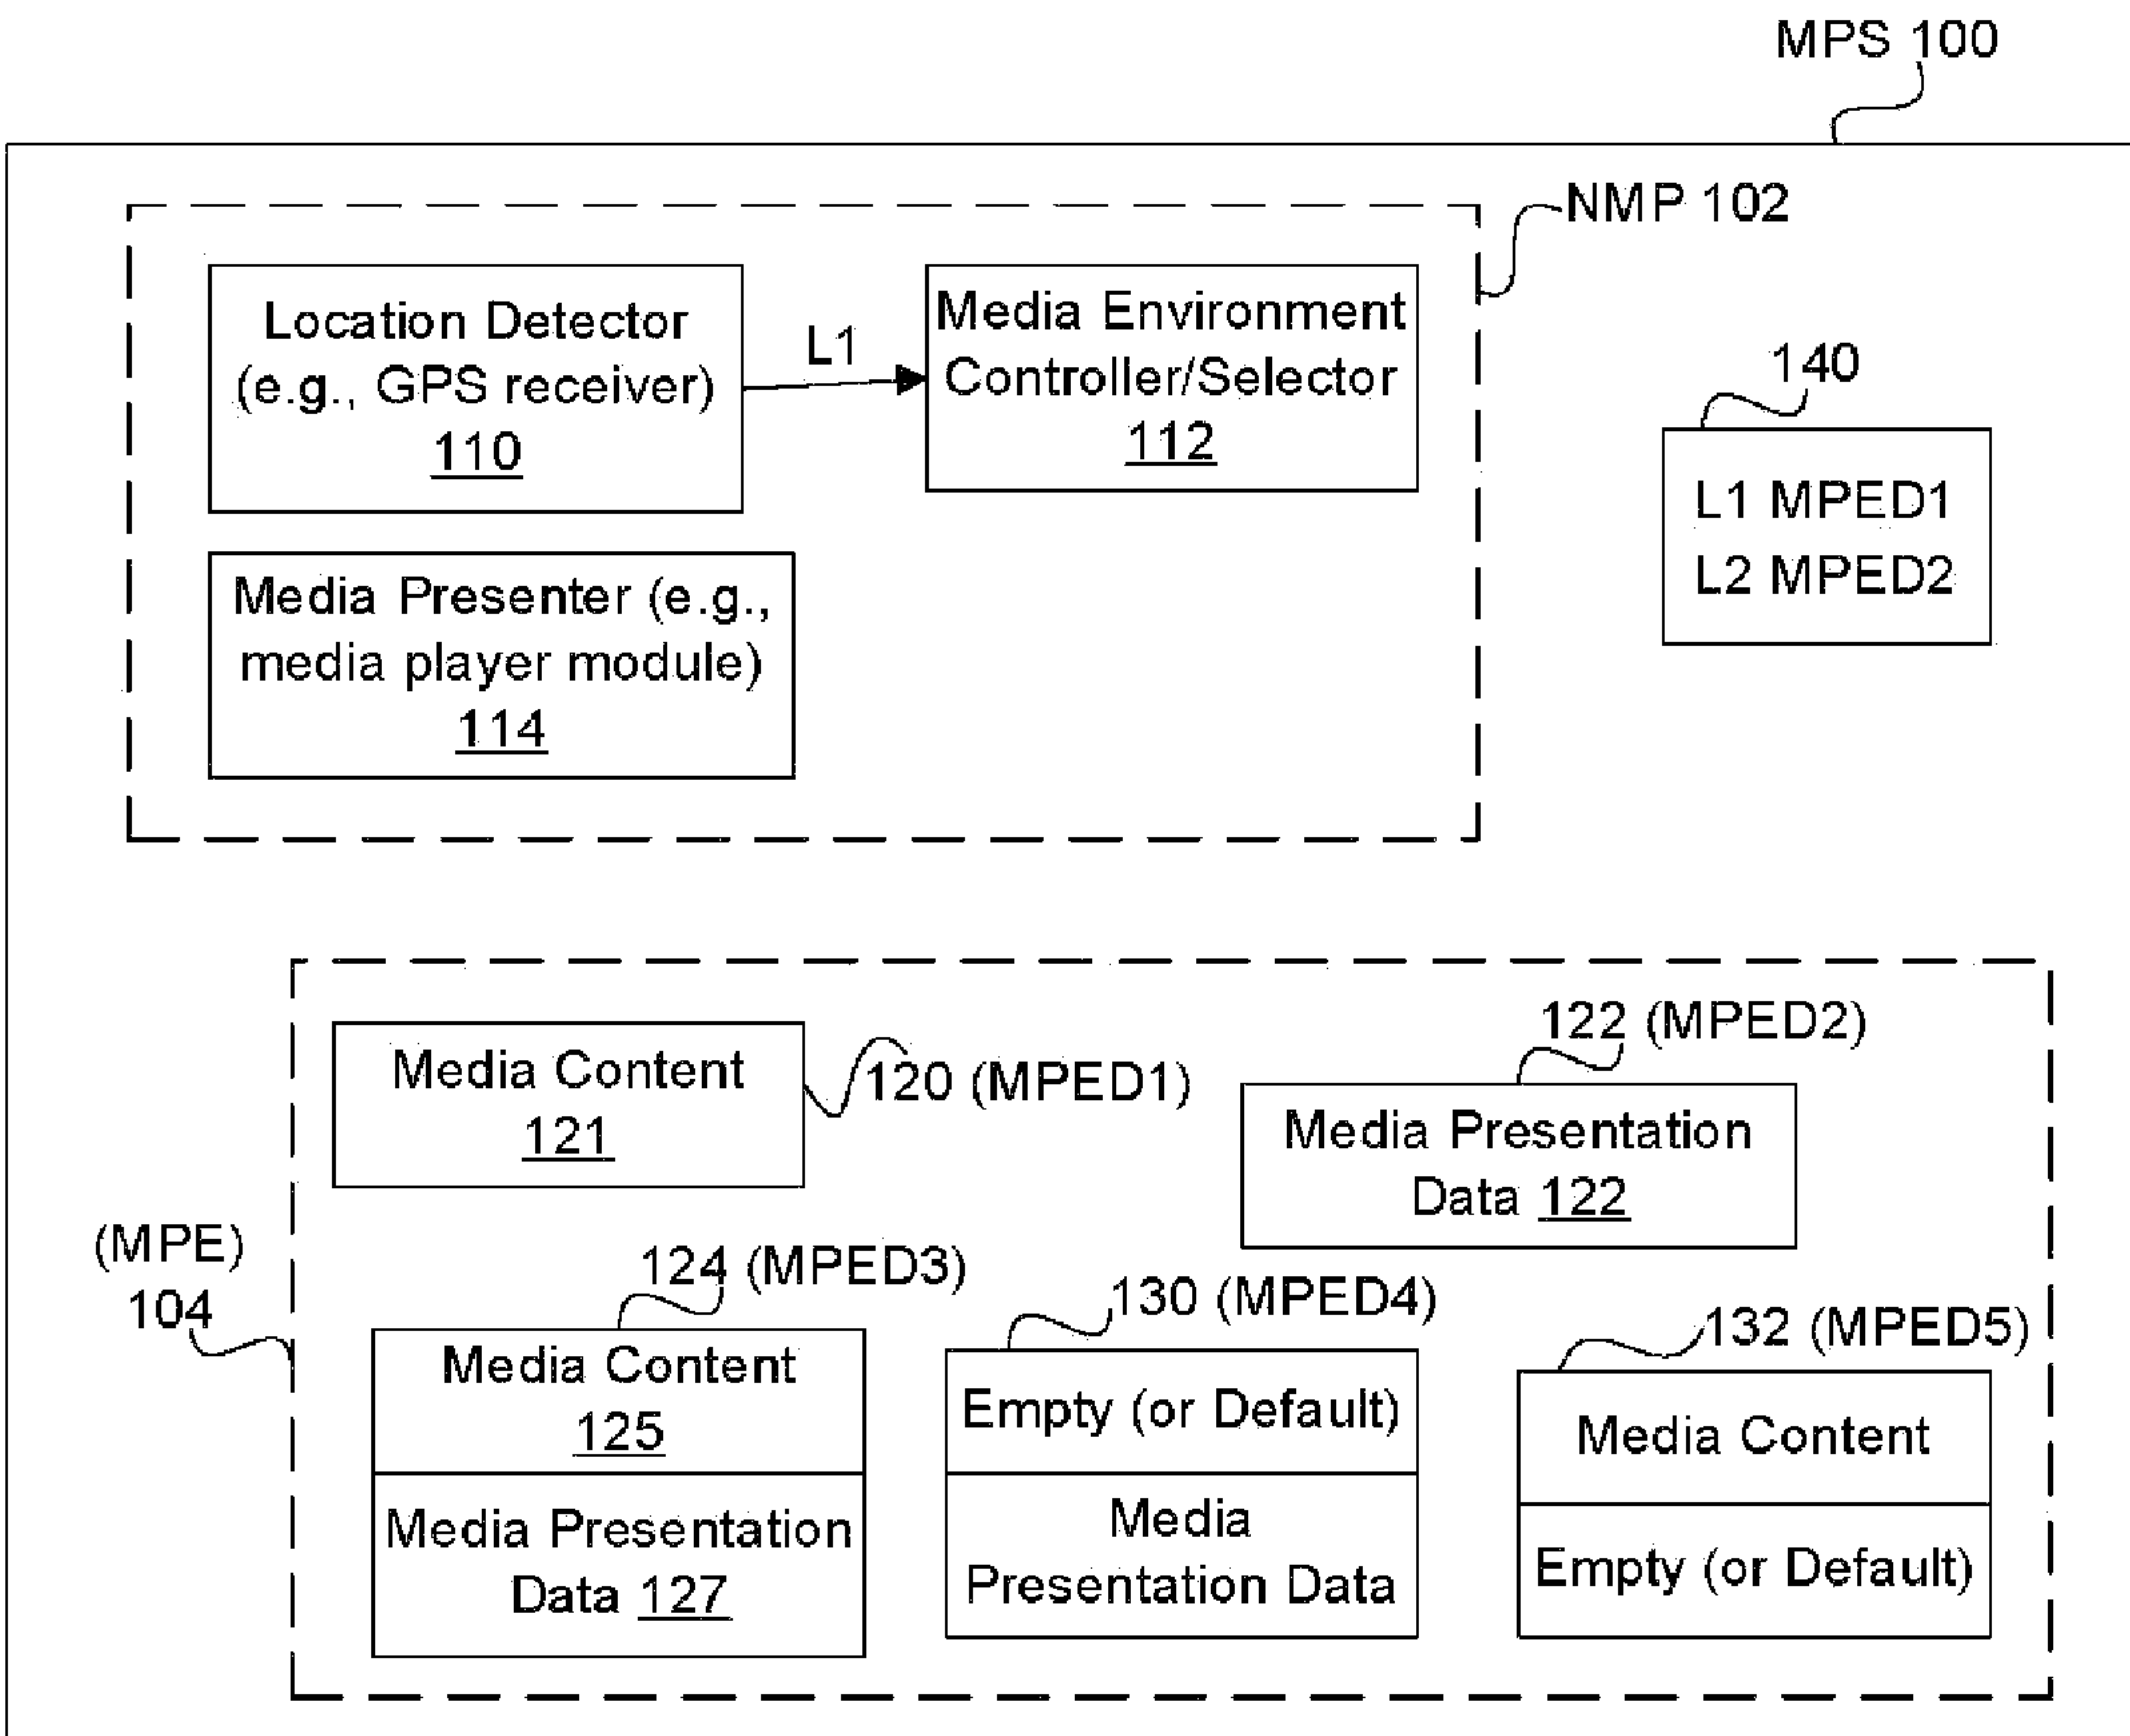 MPS 100
NMP 102
Location Detector
(e.g., GPS receiver)
110
L1
Media Environment
Controller/Selector
112
140
L1 MPED1
L2 MPED2
Media Presenter (e.g.,
media player module)
114
(MPE)
104
Media Content
121
120 (MPED1)
122 (MPED2)
Media Presentation
Data 122
124 (MPED3)
Media Content
125
Media Presentation
Data 127
130 (MPED4)
Empty (or Default)
Media
Presentation Data
132 (MPED5)
Media Content
Empty (or Default)